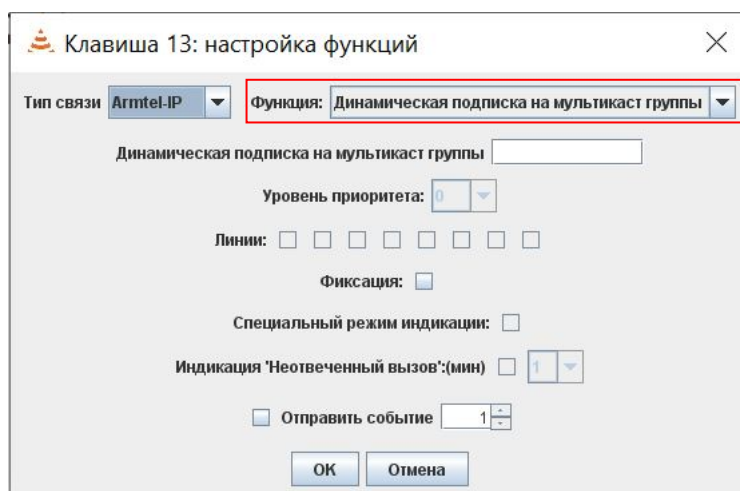 Клавиша 13: настройка функций
Тип связи Armtel-IP Функция: Динамическая подписка на мультикаст группы
Динамическая подписка на мультикаст группы
Уровень приоритета: 0
Линии:
Фиксация:
Специальный режим индикации:
Индикация 'Неотвеченный вызов':(мин) 1
Отправить событие 1
OK Отмена